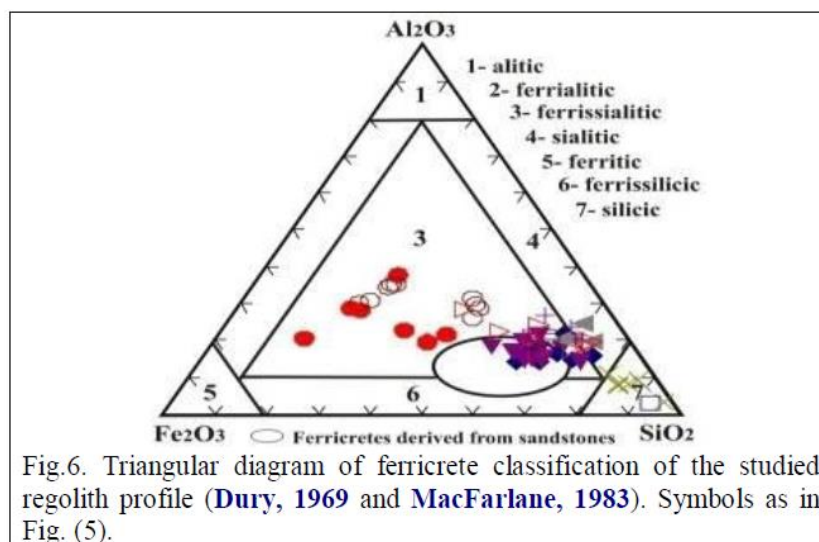 Al2O3
1- alitic
2- ferrialitic
3- ferrissialitic
4- sialitic
5- ferritic
6- ferrissilicic
7- silicic
1
3
4
5
6
7
Fe2O3
Ferricretes derived from sandstones
SiO2
Fig.6. Triangular diagram of ferricrete classification of the studied
regolith profile (Dury, 1969 and MacFarlane, 1983). Symbols as in
Fig. (5).